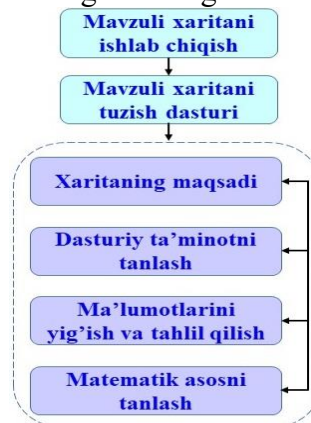 Mavzuli xaritani
ishlab chiqish
Mavzuli xaritani
tuzish dasturi
Xaritaning maqsadi
Dasturiy ta'minotni
tanlash
Ma'lumotlarini
yig'ish va tahlil qilish
Matematik asosni
tanlash